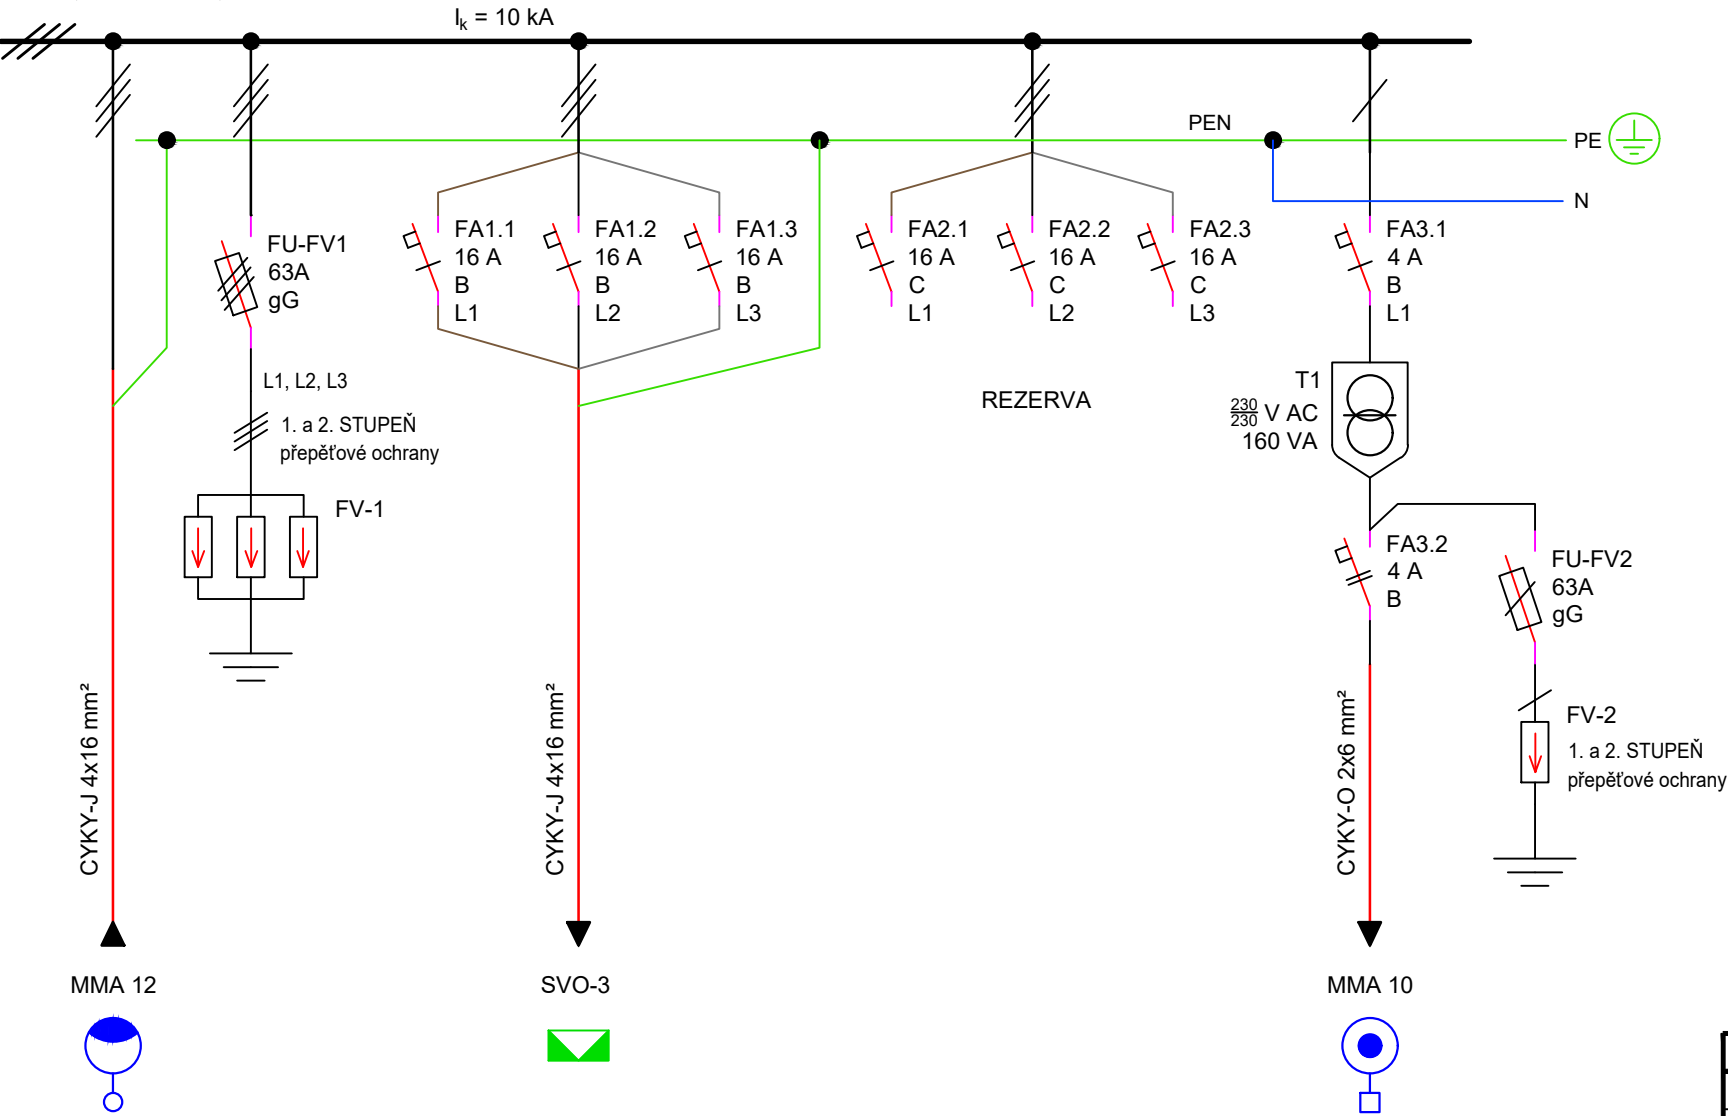 Iₖ = 10 kA
PEN
PE
N
FU-FV1
63A
gG
FA1.1
16 A
B
L1
FA1.2
16 A
B
L2
FA1.3
16 A
B
L3
FA2.1
16 A
C
L1
FA2.2
16 A
C
L2
FA2.3
16 A
C
L3
FA3.1
4 A
B
L1
L1, L2, L3
1. a 2. STUPEŇ
přepěťové ochrany
FV-1
REZERVA
T1
230/230 V AC
160 VA
FA3.2
4 A
B
FU-FV2
63A
gG
FV-2
1. a 2. STUPEŇ
přepěťové ochrany
CYKY-J 4x16 mm²
CYKY-J 4x16 mm²
CYKY-O 2x6 mm²
MMA 12
SVO-3
MMA 10